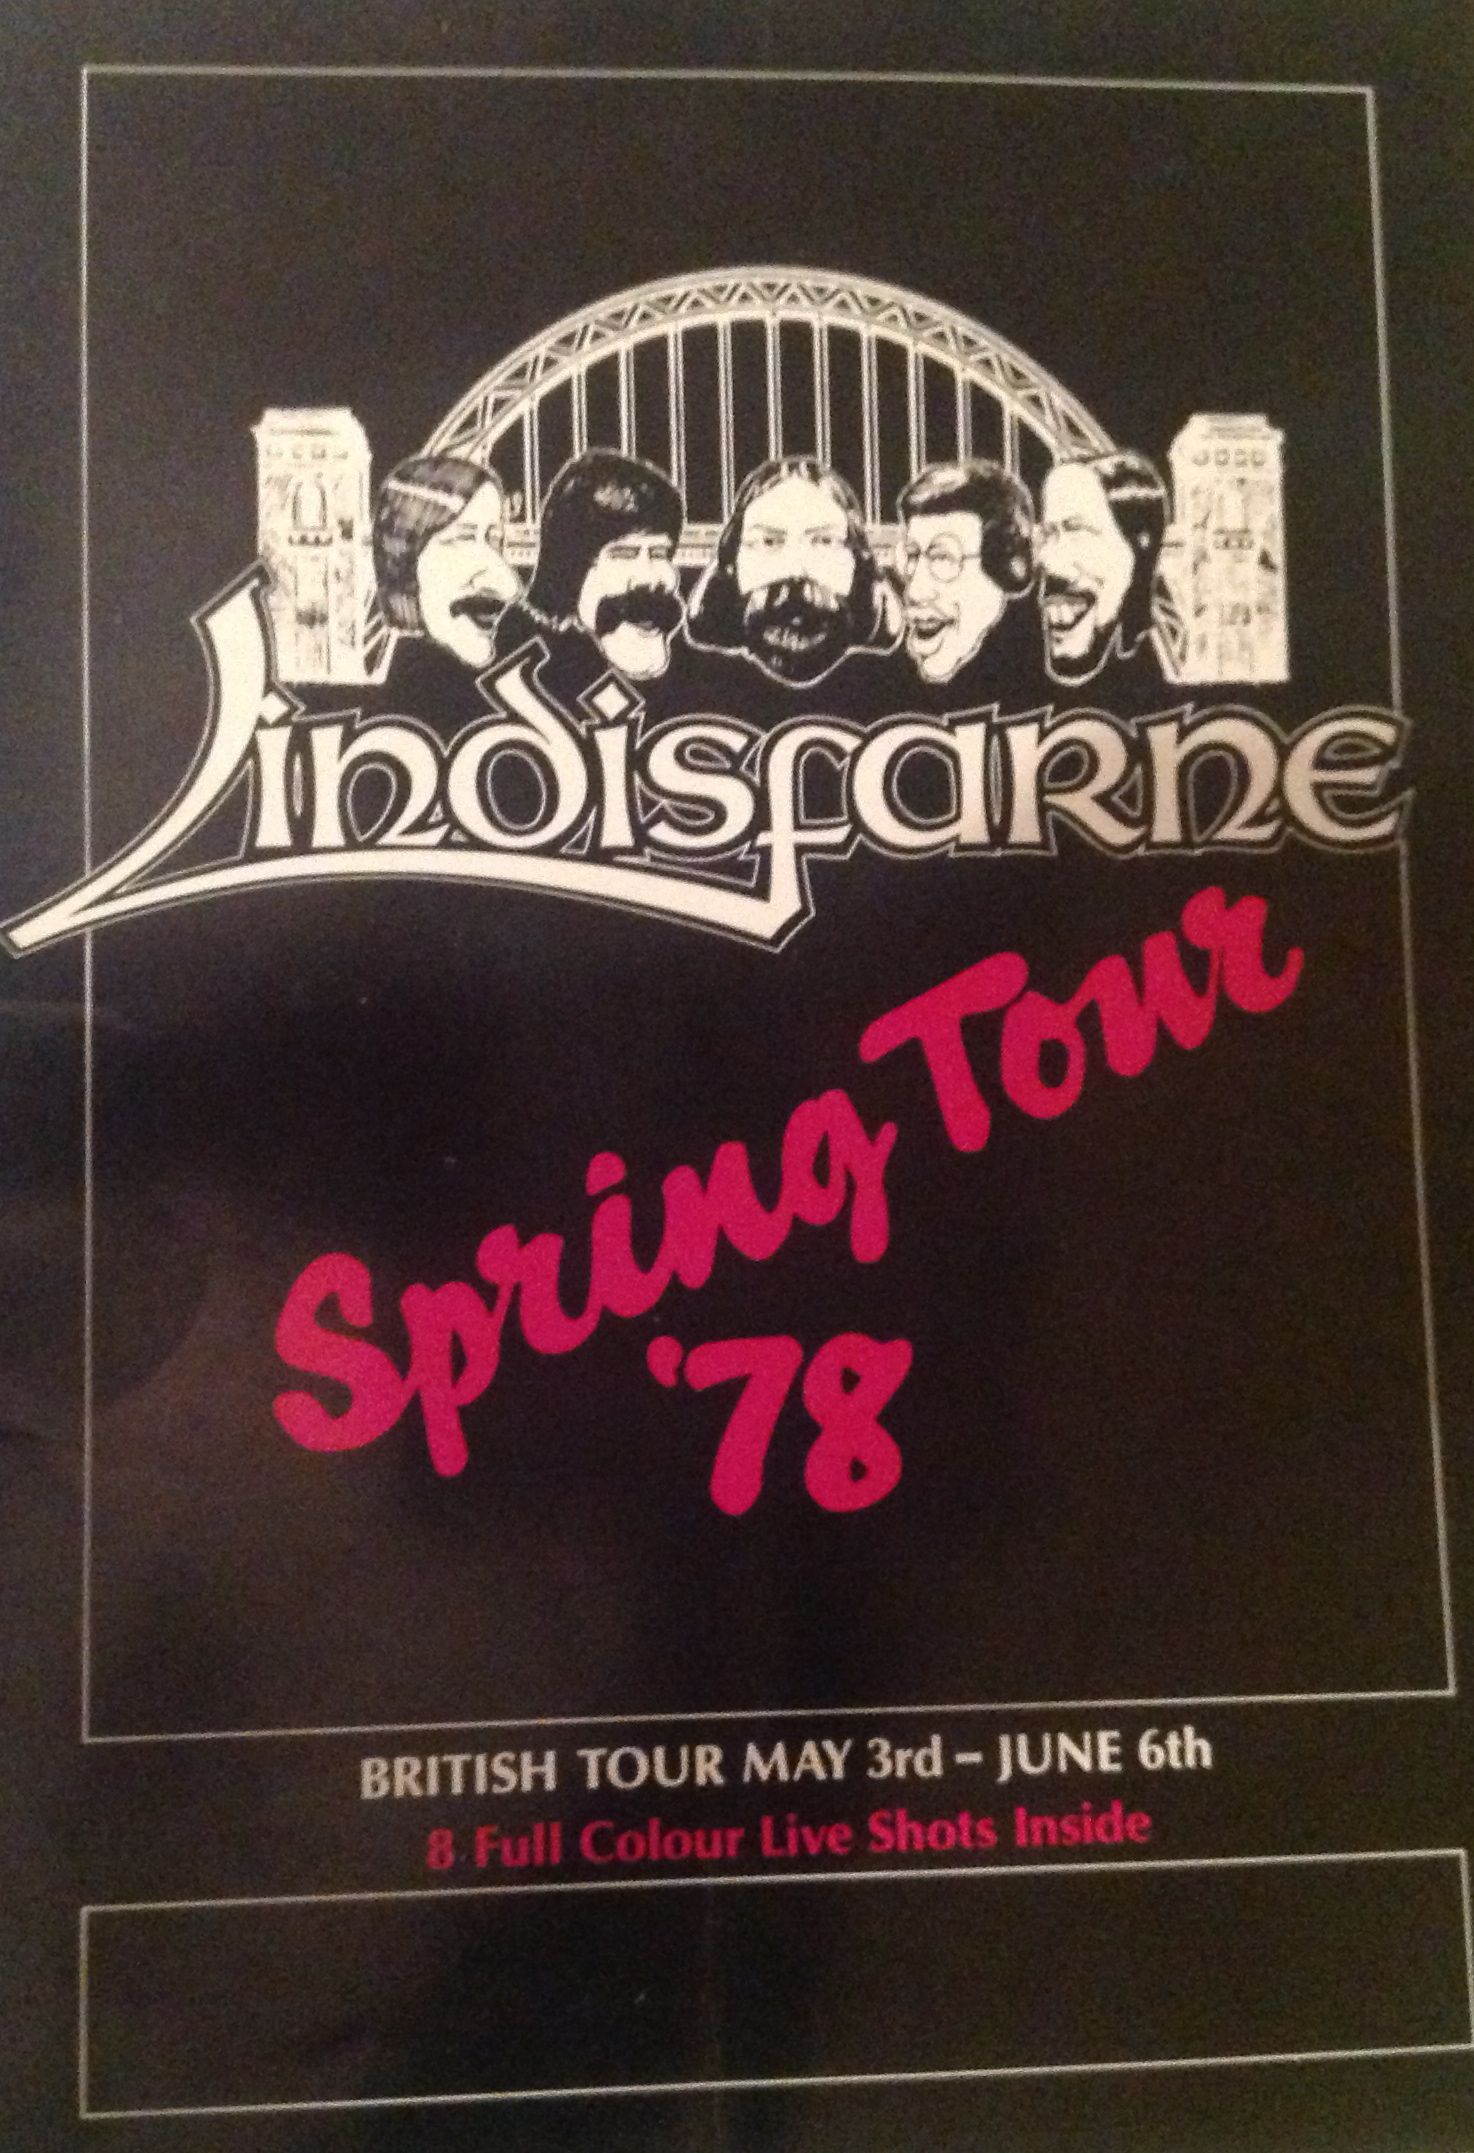 Lindisfarne
Spring Tour
'78
BRITISH TOUR MAY 3rd – JUNE 6th
8 Full Colour Live Shots Inside